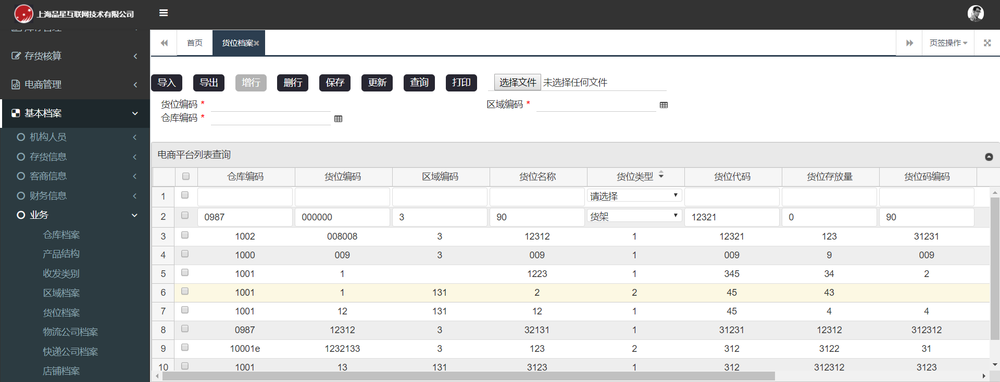 上海品星互联网技术有限公司
存货核算
电商管理
基本档案
机构人员
存货信息
客商信息
财务信息
业务
仓库档案
产品结构
收发类别
区域档案
货位档案
物流公司档案
快递公司档案
店铺档案
首页 货位档案 页签操作
导入 导出 增行 删行 保存 更新 查询 打印 选择文件 未选择任何文件
货位编码 * 区域编码 *
仓库编码 *
电商平台列表查询
仓库编码 货位编码 区域编码 货位名称 货位类型 货位代码 货位存放量 货位码编码
1 请选择
2 0987 000000 3 90 货架 12321 0 90
3 1002 008008 3 12312 1 12321 123 31231
4 1000 009 3 009 1 009 9 009
5 1001 1 1223 1 345 34 2
6 1001 1 131 2 2 45 43
7 1001 12 131 12 1 45 4 4
8 0987 12312 3 32131 1 31231 12312 312312
9 10001e 1232133 3 123 2 312 3122 31
10 1001 13 131 3123 1 312 312312 3123